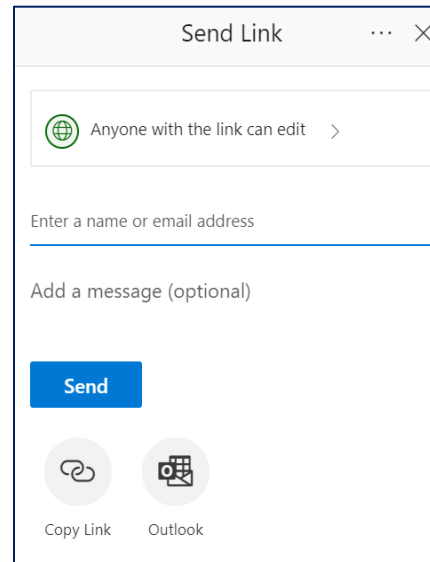 Send Link
Anyone with the link can edit
Enter a name or email address
Add a message (optional)
Send
Copy Link Outlook